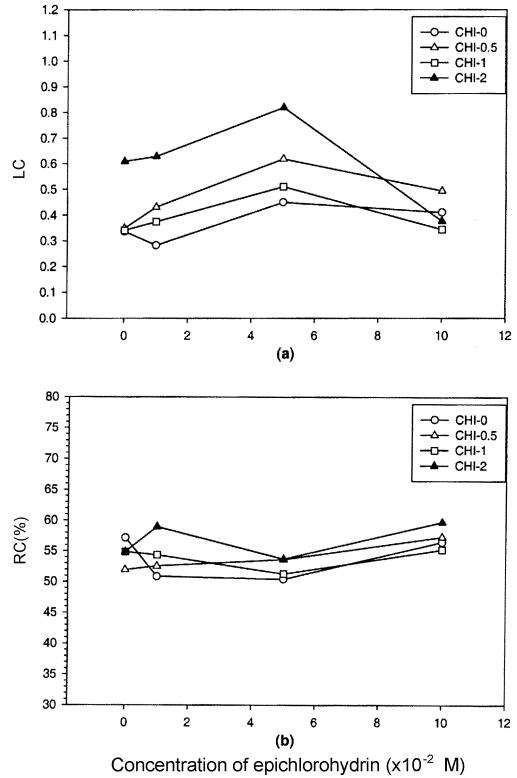 1.2
1.1
1.0
0.9
0.8
0.7
0.6
0.5
0.4
0.3
0.2
0.1
0.0
LC
CHI-0
CHI-0.5
CHI-1
CHI-2
0 2 4 6 8 10 12
(a)
80
75
70
65
60
55
50
45
40
35
30
RC(%)
CHI-0
CHI-0.5
CHI-1
CHI-2
0 2 4 6 8 10 12
(b)
Concentration of epichlorohydrin (x10⁻² M)